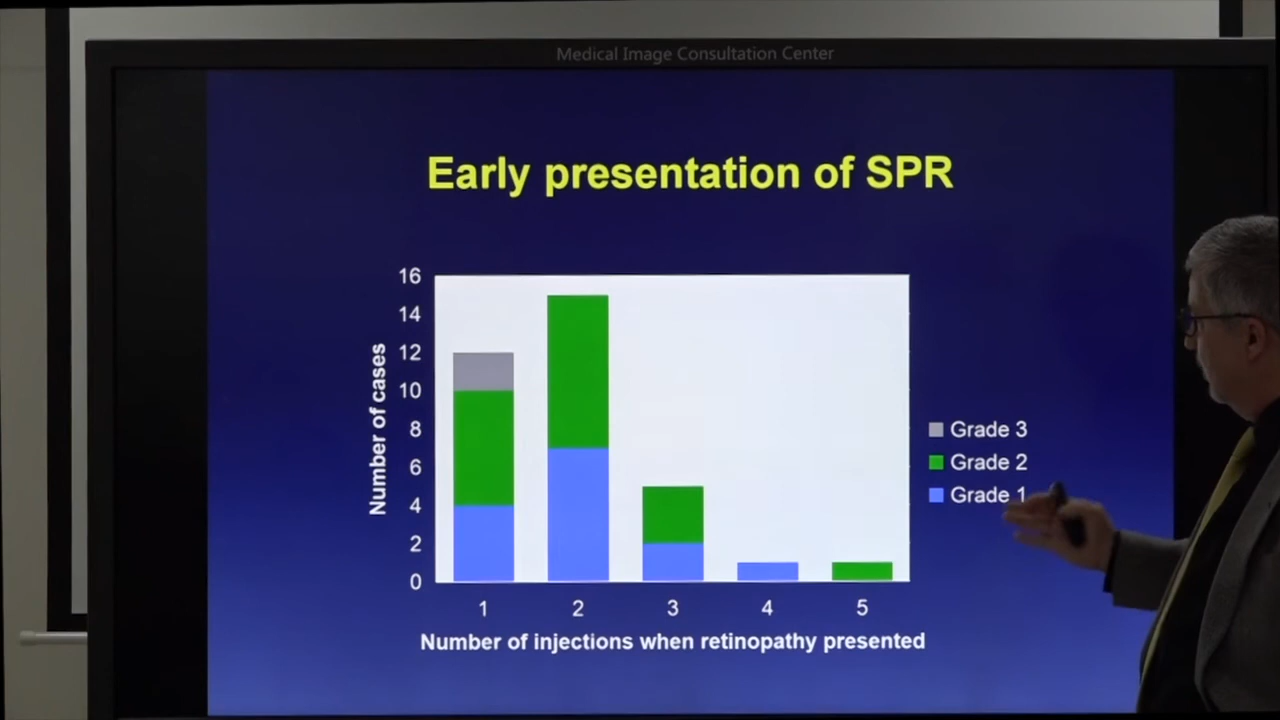 Medical Image Consultation Center
Early presentation of SPR
16
14
12
10
8
6
4
2
0
Number of cases
1 2 3 4 5
Number of injections when retinopathy presented
Grade 3
Grade 2
Grade 1